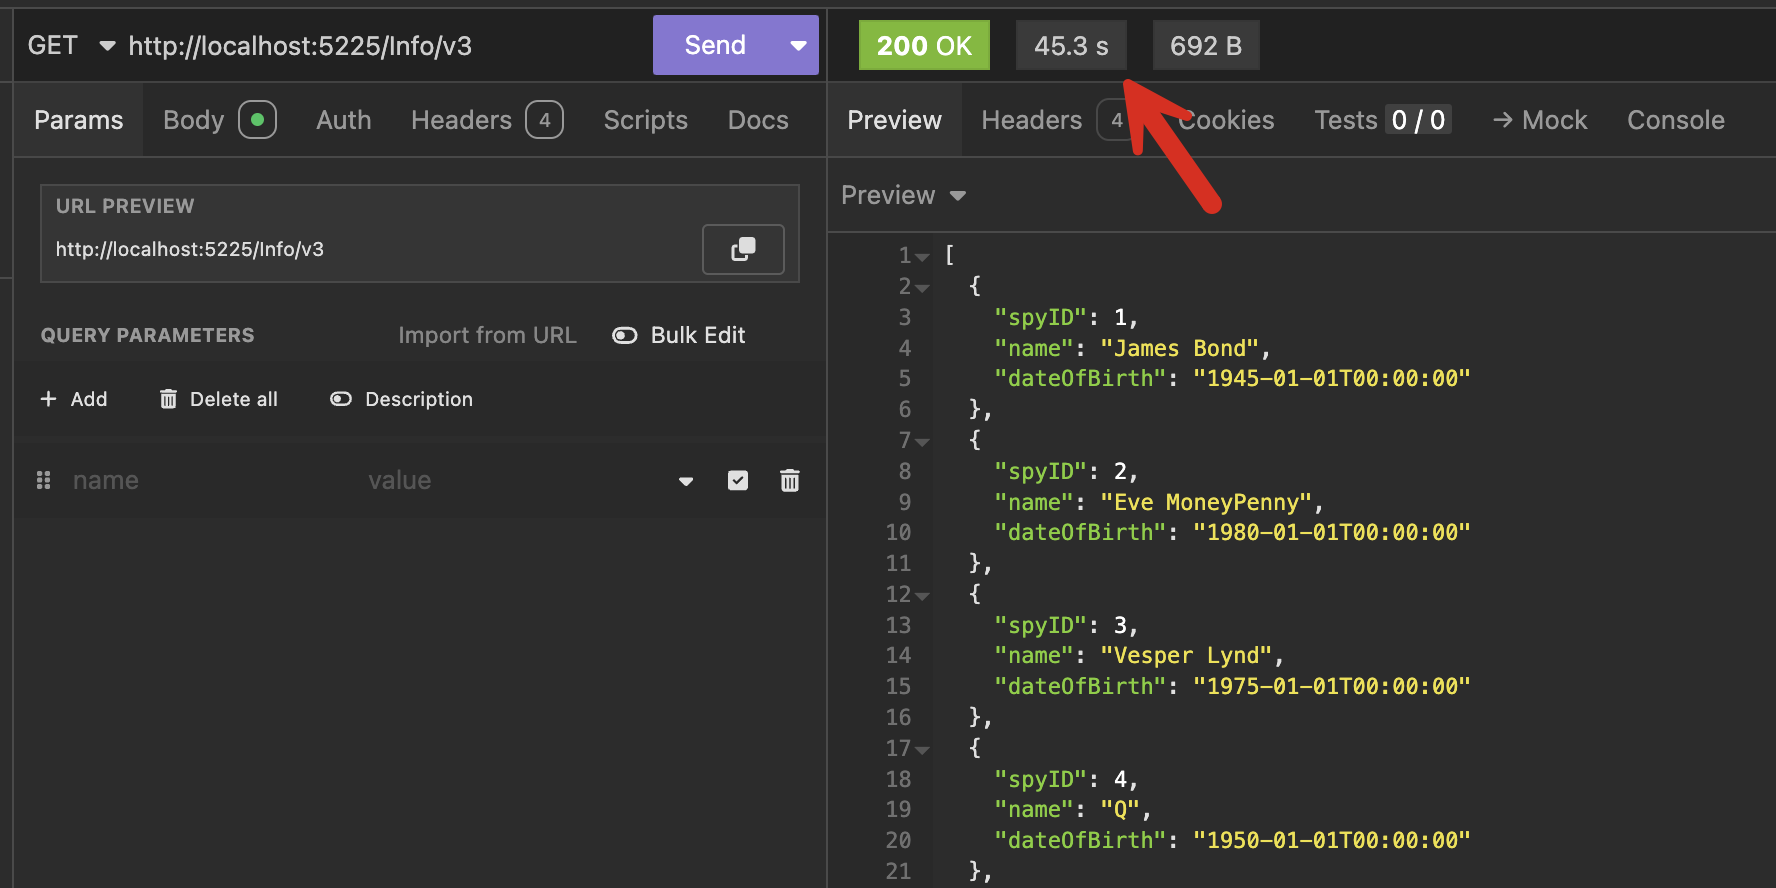 GET http://localhost:5225/Info/v3 Send
Params Body Auth Headers 4 Scripts Docs
URL PREVIEW
http://localhost:5225/Info/v3
QUERY PARAMETERS Import from URL Bulk Edit
+ Add Delete all Description
name value
200 OK 45.3 s 692 B
Preview Headers 4 Cookies Tests 0 / 0 → Mock Console
Preview
1 [
2 {
3 "spyID": 1,
4 "name": "James Bond",
5 "dateOfBirth": "1945-01-01T00:00:00"
6 },
7 {
8 "spyID": 2,
9 "name": "Eve MoneyPenny",
10 "dateOfBirth": "1980-01-01T00:00:00"
11 },
12 {
13 "spyID": 3,
14 "name": "Vesper Lynd",
15 "dateOfBirth": "1975-01-01T00:00:00"
16 },
17 {
18 "spyID": 4,
19 "name": "Q",
20 "dateOfBirth": "1950-01-01T00:00:00"
21 },